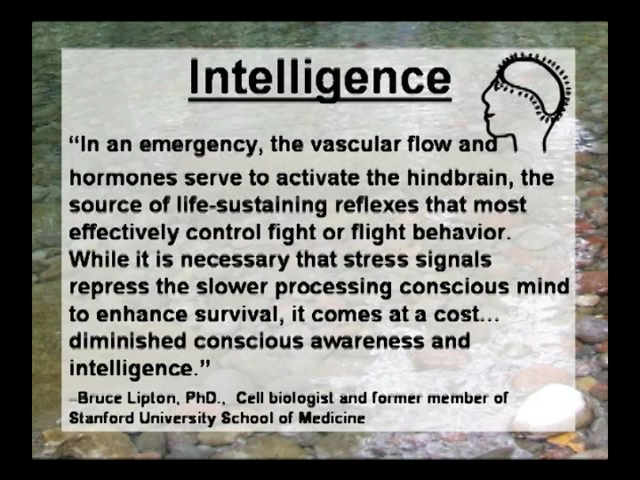 Intelligence
“In an emergency, the vascular flow and
hormones serve to activate the hindbrain, the
source of life-sustaining reflexes that most
effectively control fight or flight behavior.
While it is necessary that stress signals
repress the slower processing conscious mind
to enhance survival, it comes at a cost...
diminished conscious awareness and
intelligence.”
–Bruce Lipton, PhD., Cell biologist and former member of
Stanford University School of Medicine